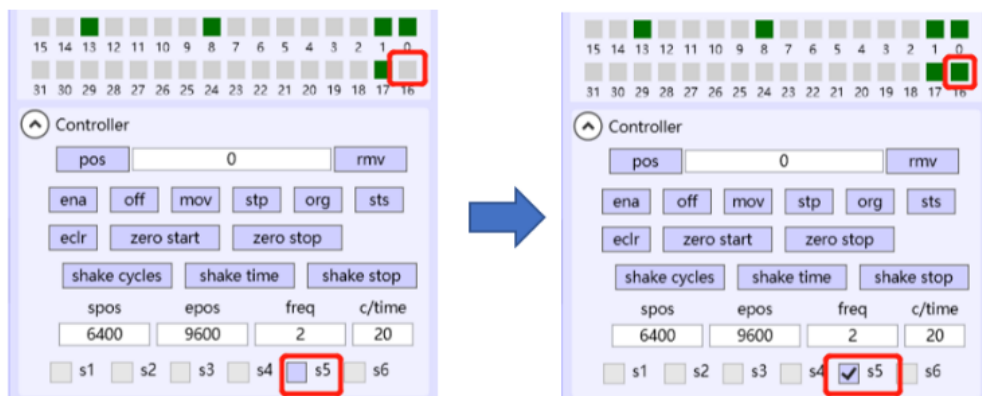 15 14 13 12 11 10 9 8 7 6 5 4 3 2 1 0
31 30 29 28 27 26 25 24 23 22 21 20 19 18 17 16
Controller
pos 0 rmv
ena off mov stp org sts
eclr zero start zero stop
shake cycles shake time shake stop
spos epos freq c/time
6400 9600 2 20
s1 s2 s3 s4 s5 s6
15 14 13 12 11 10 9 8 7 6 5 4 3 2 1 0
31 30 29 28 27 26 25 24 23 22 21 20 19 18 17 16
Controller
pos 0 rmv
ena off mov stp org sts
eclr zero start zero stop
shake cycles shake time shake stop
spos epos freq c/time
6400 9600 2 20
s1 s2 s3 s4 s5 s6